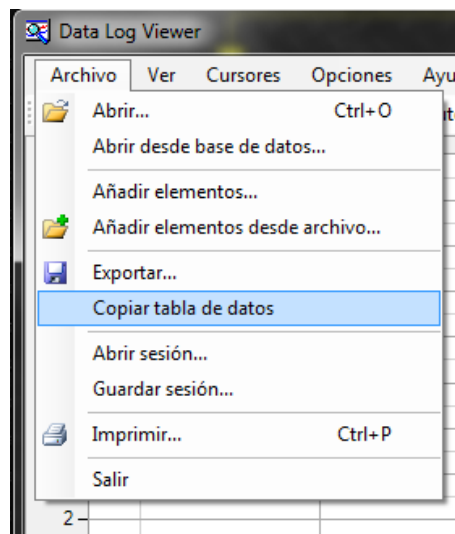 Data Log Viewer
Archivo Ver Cursores Opciones Ayu
Abrir... Ctrl+O
Abrir desde base de datos...
Añadir elementos...
Añadir elementos desde archivo...
Exportar...
Copiar tabla de datos
Abrir sesión...
Guardar sesión...
Imprimir... Ctrl+P
Salir
2